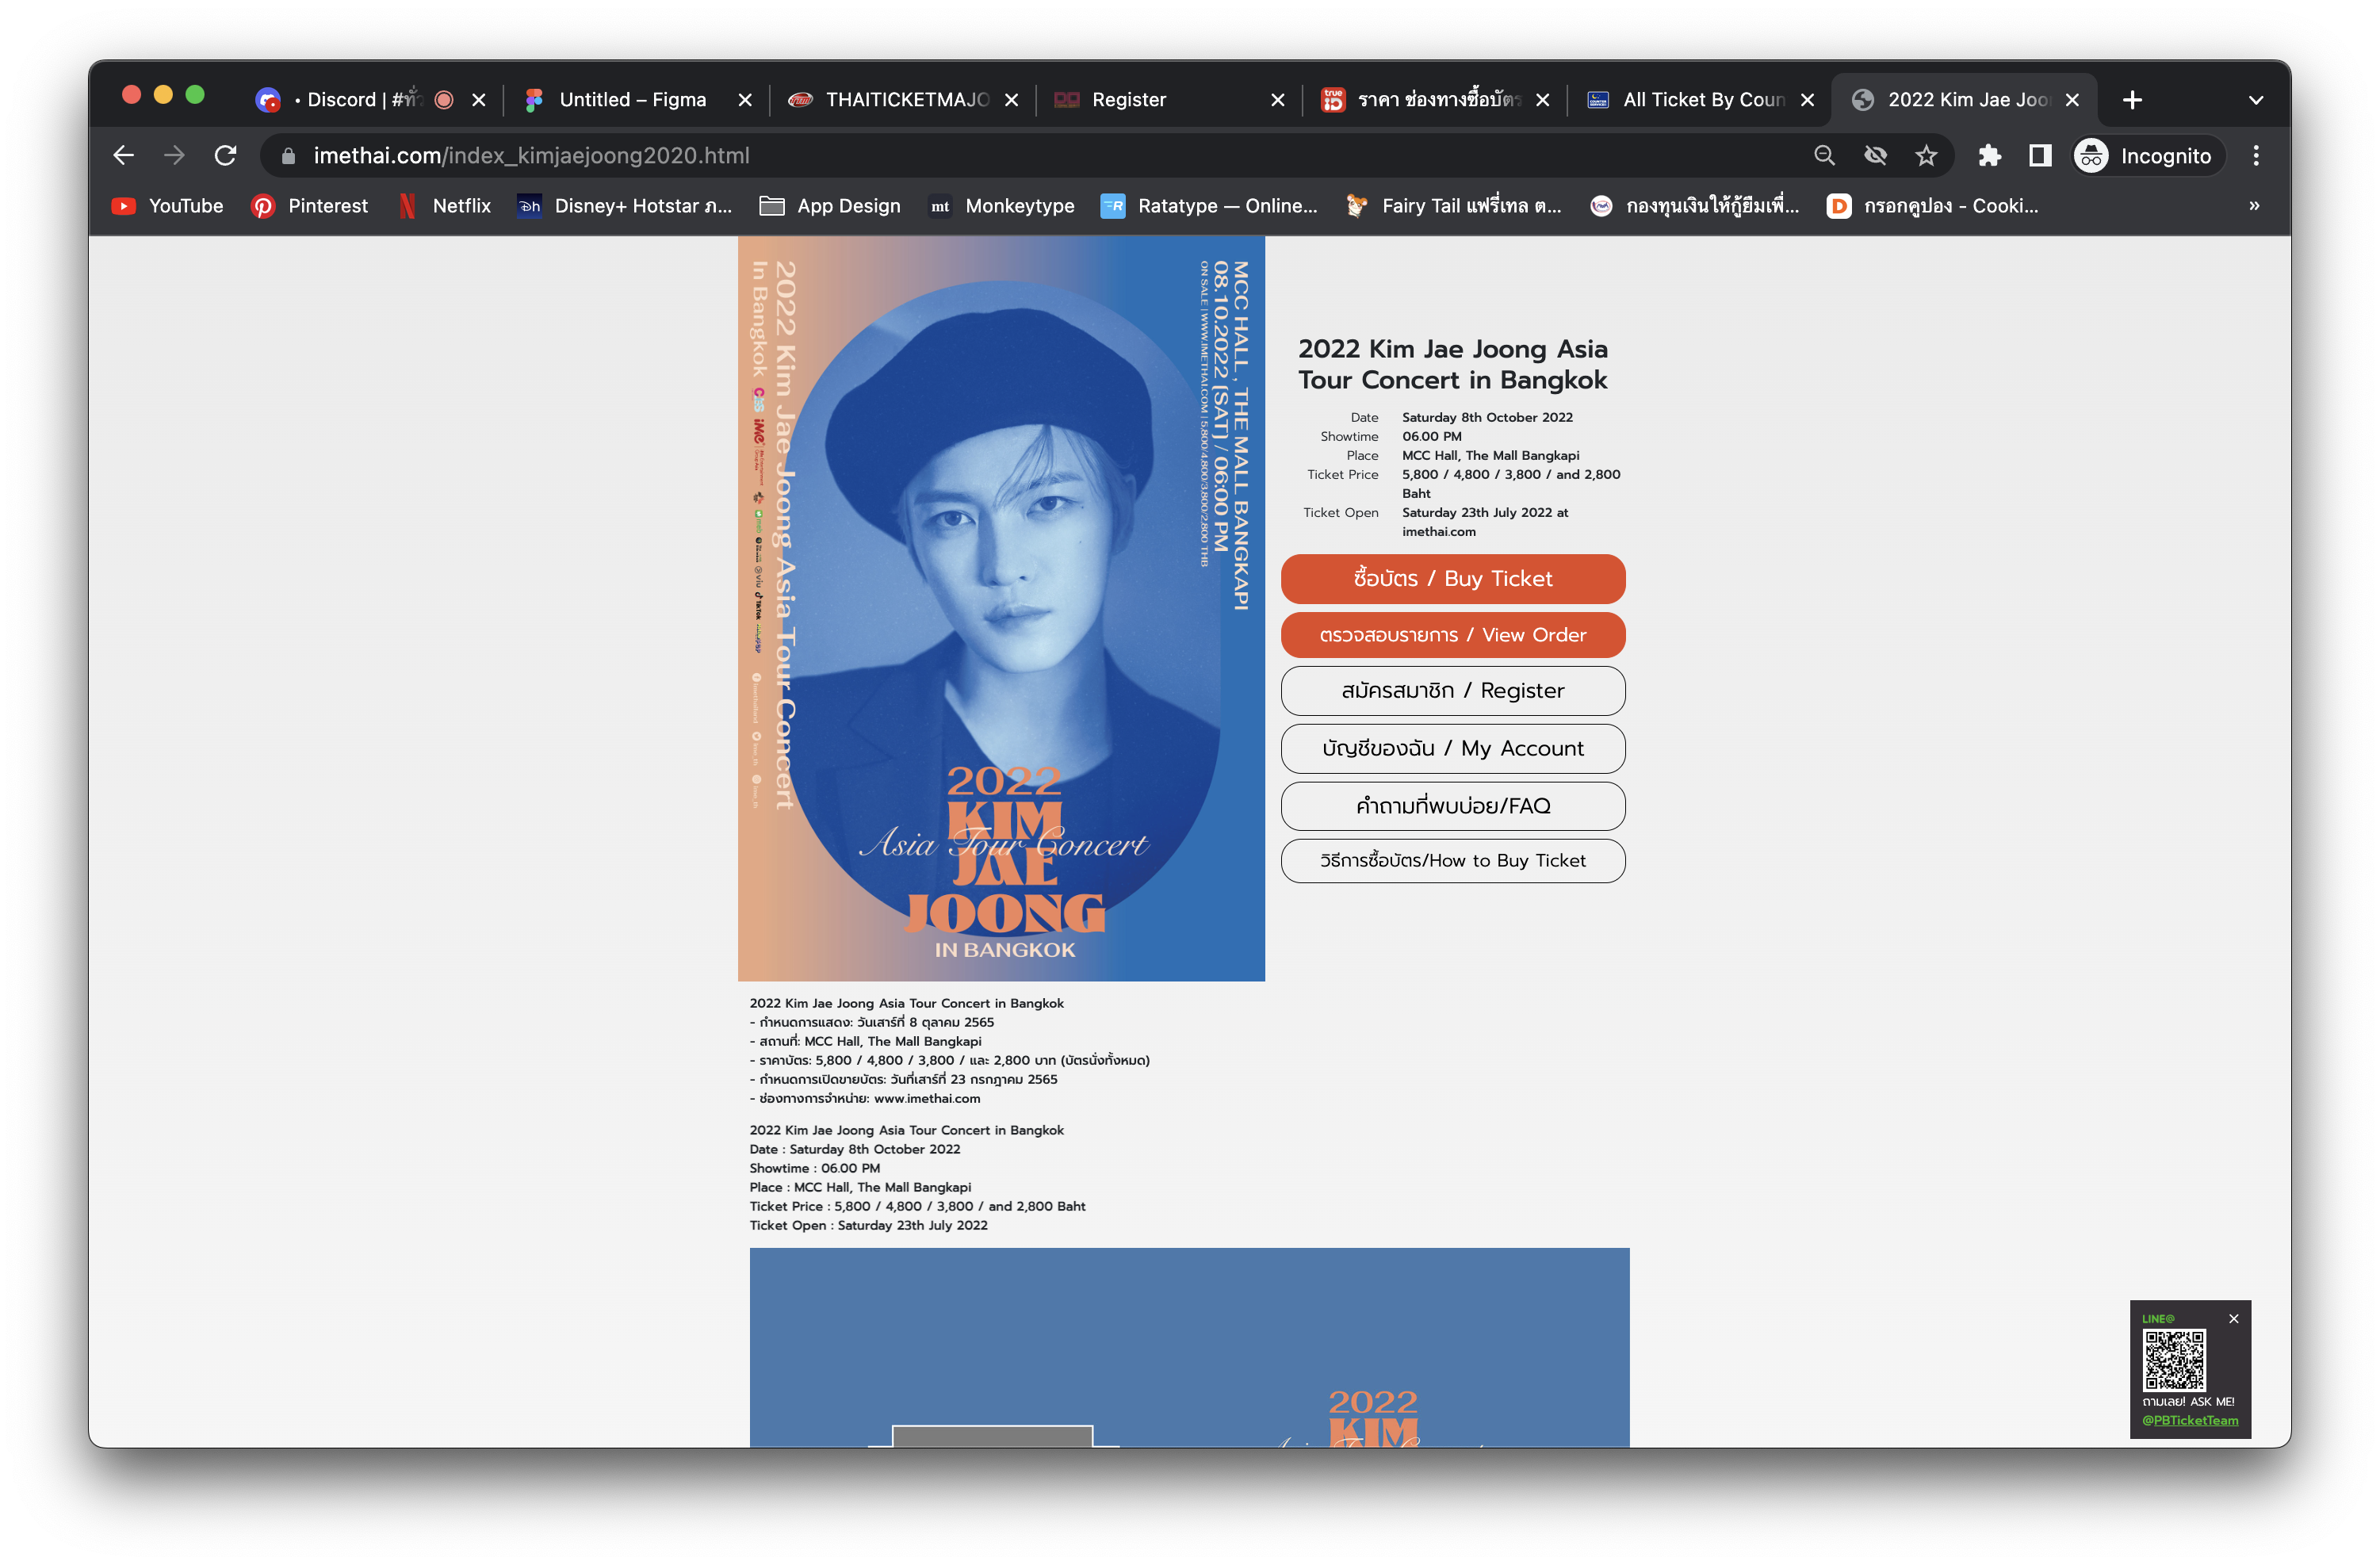 • Discord | #ทั่ว
Untitled – Figma
THAITICKETMAJO
Register
ราคา ช่องทางซื้อบัตร
All Ticket By Coun
2022 Kim Jae Joo
imethai.com/index_kimjaejoong2020.html
Incognito
YouTube
Pinterest
Netflix
Disney+ Hotstar ภ...
App Design
mt
Monkeytype
Ratatype — Online...
Fairy Tail แฟรี่เทล ต...
กองทุนเงินให้กู้ยืมเพื่...
กรอกคูปอง - Cooki...
»
2022 Kim Jae Joong Asia Tour Concert
In Bangkok
MCC HALL , THE MALL BANGKAPI
08.10.2022 (SAT) / 06:00 PM
ON SALE | WWW.IMETHAI.COM | 5,800/4,800/3,800/2,800 THB
2022
KIM
Asia Tour Concert
JAE
JOONG
IN BANGKOK
2022 Kim Jae Joong Asia
Tour Concert in Bangkok
Date Saturday 8th October 2022
Showtime 06.00 PM
Place MCC Hall, The Mall Bangkapi
Ticket Price 5,800 / 4,800 / 3,800 / and 2,800
Baht
Ticket Open Saturday 23th July 2022 at
imethai.com
ซื้อบัตร / Buy Ticket
ตรวจสอบรายการ / View Order
สมัครสมาชิก / Register
บัญชีของฉัน / My Account
คำถามที่พบบ่อย/FAQ
วิธีการซื้อบัตร/How to Buy Ticket
2022 Kim Jae Joong Asia Tour Concert in Bangkok
- กำหนดการแสดง: วันเสาร์ที่ 8 ตุลาคม 2565
- สถานที่: MCC Hall, The Mall Bangkapi
- ราคาบัตร: 5,800 / 4,800 / 3,800 / และ 2,800 บาท (บัตรนั่งทั้งหมด)
- กำหนดการเปิดขายบัตร: วันที่เสาร์ที่ 23 กรกฎาคม 2565
- ช่องทางการจำหน่าย: www.imethai.com
2022 Kim Jae Joong Asia Tour Concert in Bangkok
Date : Saturday 8th October 2022
Showtime : 06.00 PM
Place : MCC Hall, The Mall Bangkapi
Ticket Price : 5,800 / 4,800 / 3,800 / and 2,800 Baht
Ticket Open : Saturday 23th July 2022
2022
KIM
LINE@
ถามเลย! ASK ME!
@PBTicketTeam